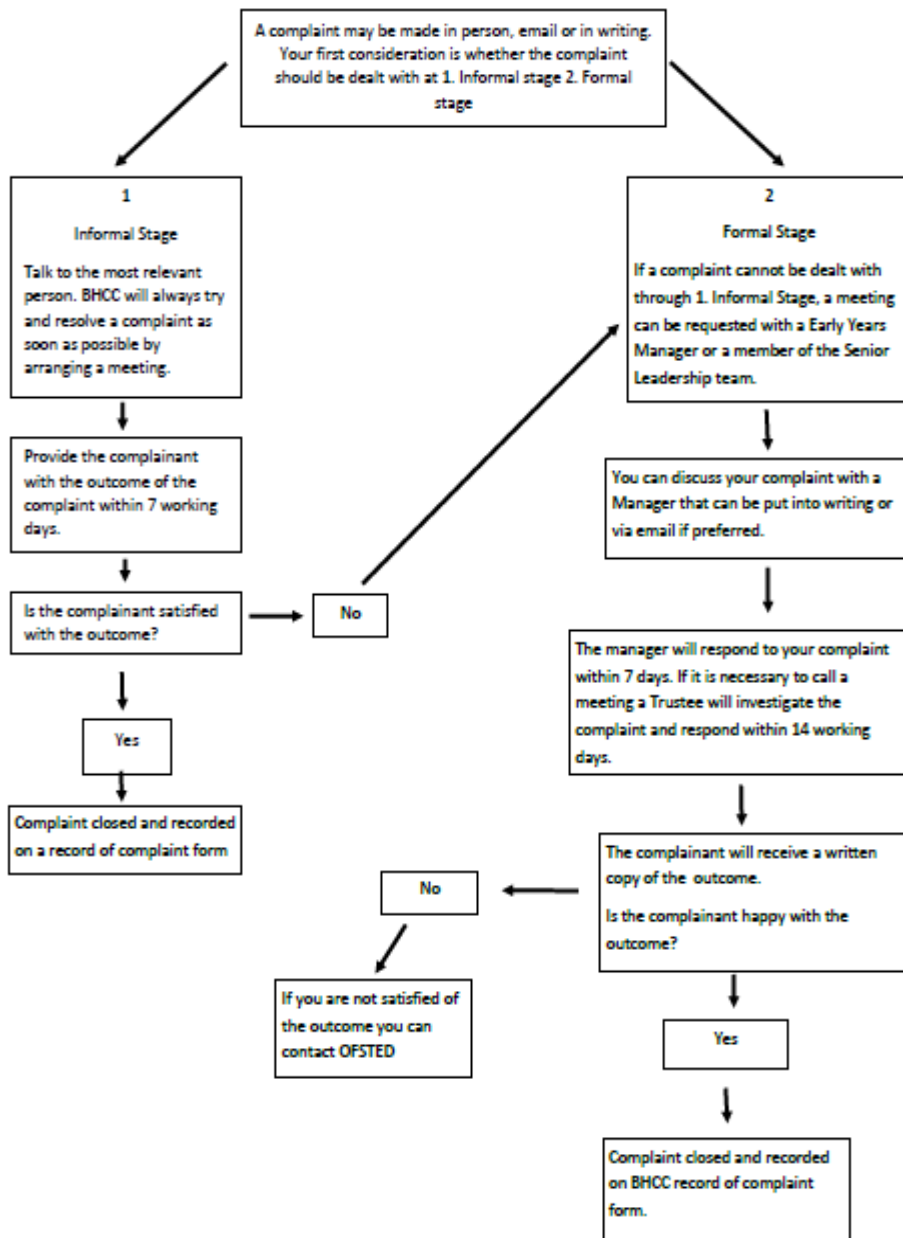 A complaint may be made in person, email or in writing.
Your first consideration is whether the complaint
should be dealt with at 1. Informal stage 2. Formal
stage
1
Informal Stage
Talk to the most relevant
person. BHCC will always try
and resolve a complaint as
soon as possible by
arranging a meeting.
Provide the complainant
with the outcome of the
complaint within 7 working
days.
Is the complainant satisfied
with the outcome?
No
Yes
Complaint closed and recorded
on a record of complaint form
2
Formal Stage
If a complaint cannot be dealt with
through 1. Informal Stage, a meeting
can be requested with a Early Years
Manager or a member of the Senior
Leadership team.
You can discuss your complaint with a
Manager that can be put into writing or
via email if preferred.
The manager will respond to your complaint
within 7 days. If it is necessary to call a
meeting a Trustee will investigate the
complaint and respond within 14 working
days.
The complainant will receive a written
copy of the outcome.
Is the complainant happy with the
outcome?
No
If you are not satisfied of
the outcome you can
contact OFSTED
Yes
Complaint closed and recorded
on BHCC record of complaint
form.